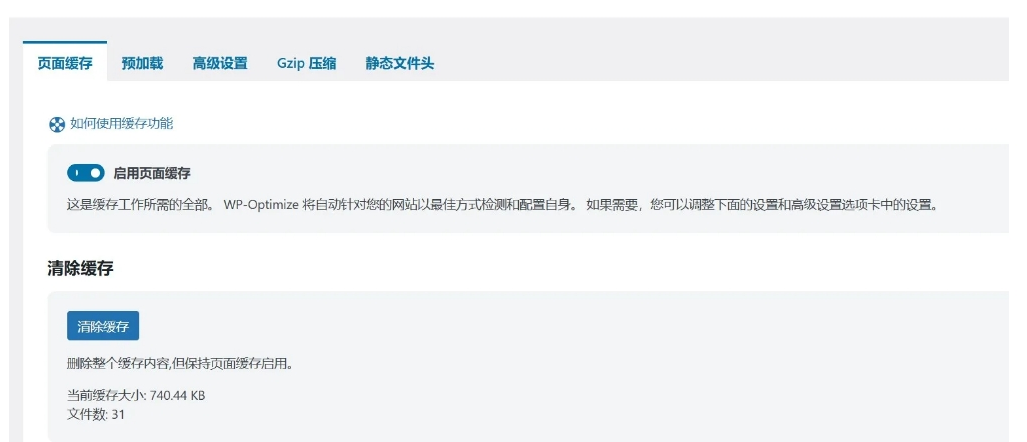 页面缓存 预加载 高级设置 Gzip 压缩 静态文件头
如何使用缓存功能
启用页面缓存
这是缓存工作所需的全部。 WP-Optimize 将自动针对您的网站以最佳方式检测和配置自身。 如果需要，您可以调整下面的设置和高级设置选项卡中的设置。
清除缓存
清除缓存
删除整个缓存内容,但保持页面缓存启用。
当前缓存大小: 740.44 KB
文件数: 31